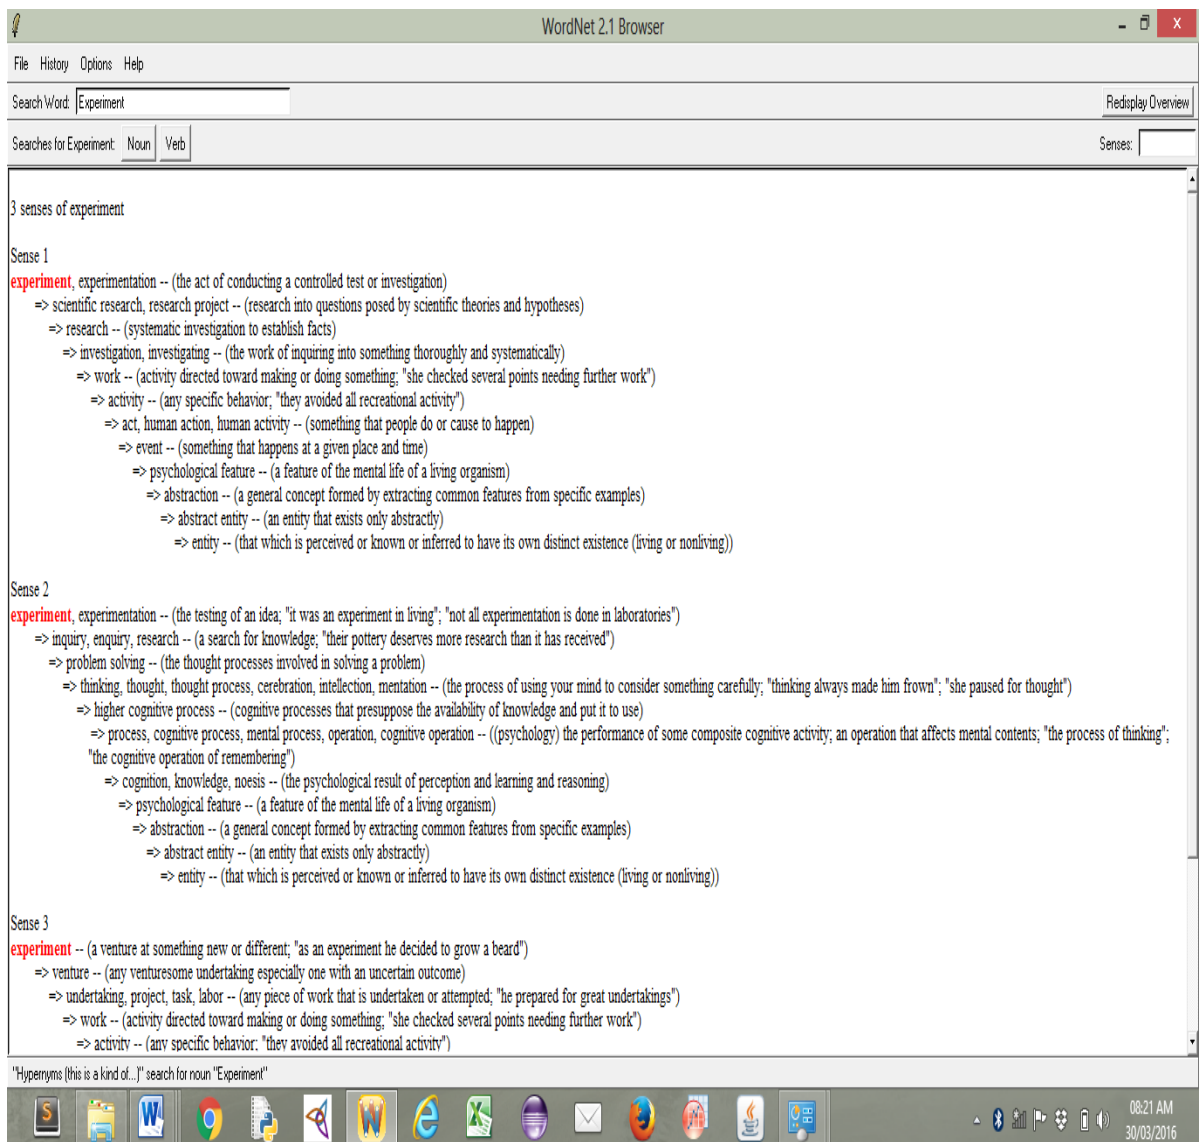 WordNet 2.1 Browser
File History Options Help
Search Word: Experiment
Redisplay Overview
Searches for Experiment: Noun Verb
Senses:
3 senses of experiment
Sense 1
experiment, experimentation -- (the act of conducting a controlled test or investigation)
=> scientific research, research project -- (research into questions posed by scientific theories and hypotheses)
=> research -- (systematic investigation to establish facts)
=> investigation, investigating -- (the work of inquiring into something thoroughly and systematically)
=> work -- (activity directed toward making or doing something; "she checked several points needing further work")
=> activity -- (any specific behavior; "they avoided all recreational activity")
=> act, human action, human activity -- (something that people do or cause to happen)
=> event -- (something that happens at a given place and time)
=> psychological feature -- (a feature of the mental life of a living organism)
=> abstraction -- (a general concept formed by extracting common features from specific examples)
=> abstract entity -- (an entity that exists only abstractly)
=> entity -- (that which is perceived or known or inferred to have its own distinct existence (living or nonliving))
Sense 2
experiment, experimentation -- (the testing of an idea; "it was an experiment in living"; "not all experimentation is done in laboratories")
=> inquiry, enquiry, research -- (a search for knowledge; "their pottery deserves more research than it has received")
=> problem solving -- (the thought processes involved in solving a problem)
=> thinking, thought, thought process, cerebration, intellection, mentation -- (the process of using your mind to consider something carefully; "thinking always made him frown"; "she paused for thought")
=> higher cognitive process -- (cognitive processes that presuppose the availability of knowledge and put it to use)
=> process, cognitive process, mental process, operation, cognitive operation -- ((psychology) the performance of some composite cognitive activity; an operation that affects mental contents; "the process of thinking";
"the cognitive operation of remembering")
=> cognition, knowledge, noesis -- (the psychological result of perception and learning and reasoning)
=> psychological feature -- (a feature of the mental life of a living organism)
=> abstraction -- (a general concept formed by extracting common features from specific examples)
=> abstract entity -- (an entity that exists only abstractly)
=> entity -- (that which is perceived or known or inferred to have its own distinct existence (living or nonliving))
Sense 3
experiment -- (a venture at something new or different; "as an experiment he decided to grow a beard")
=> venture -- (any venturesome undertaking especially one with an uncertain outcome)
=> undertaking, project, task, labor -- (any piece of work that is undertaken or attempted; "he prepared for great undertakings")
=> work -- (activity directed toward making or doing something; "she checked several points needing further work")
=> activity -- (any specific behavior; "they avoided all recreational activity")
"Hypernyms (this is a kind of...)" search for noun "Experiment"
08:21 AM
30/03/2016